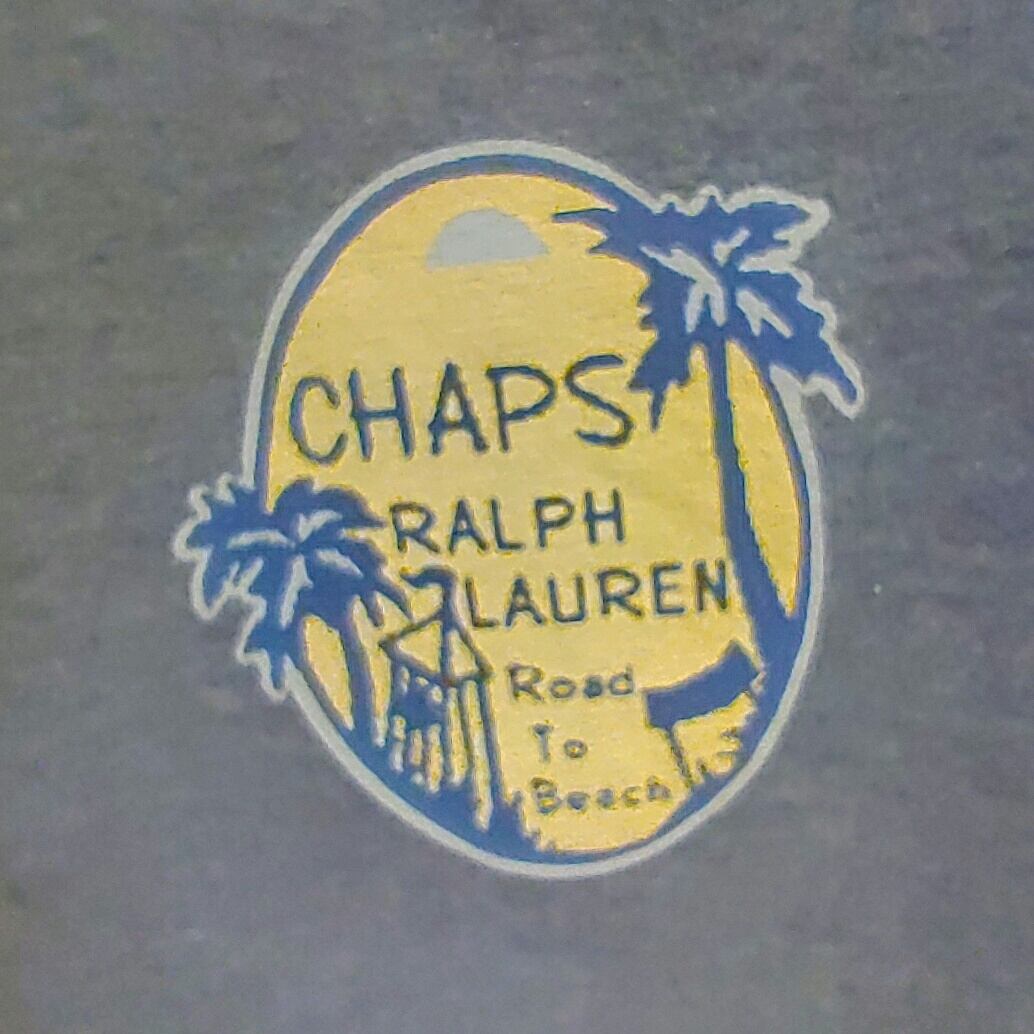 CHAPS
RALPH
LAUREN
Road
To
Beach